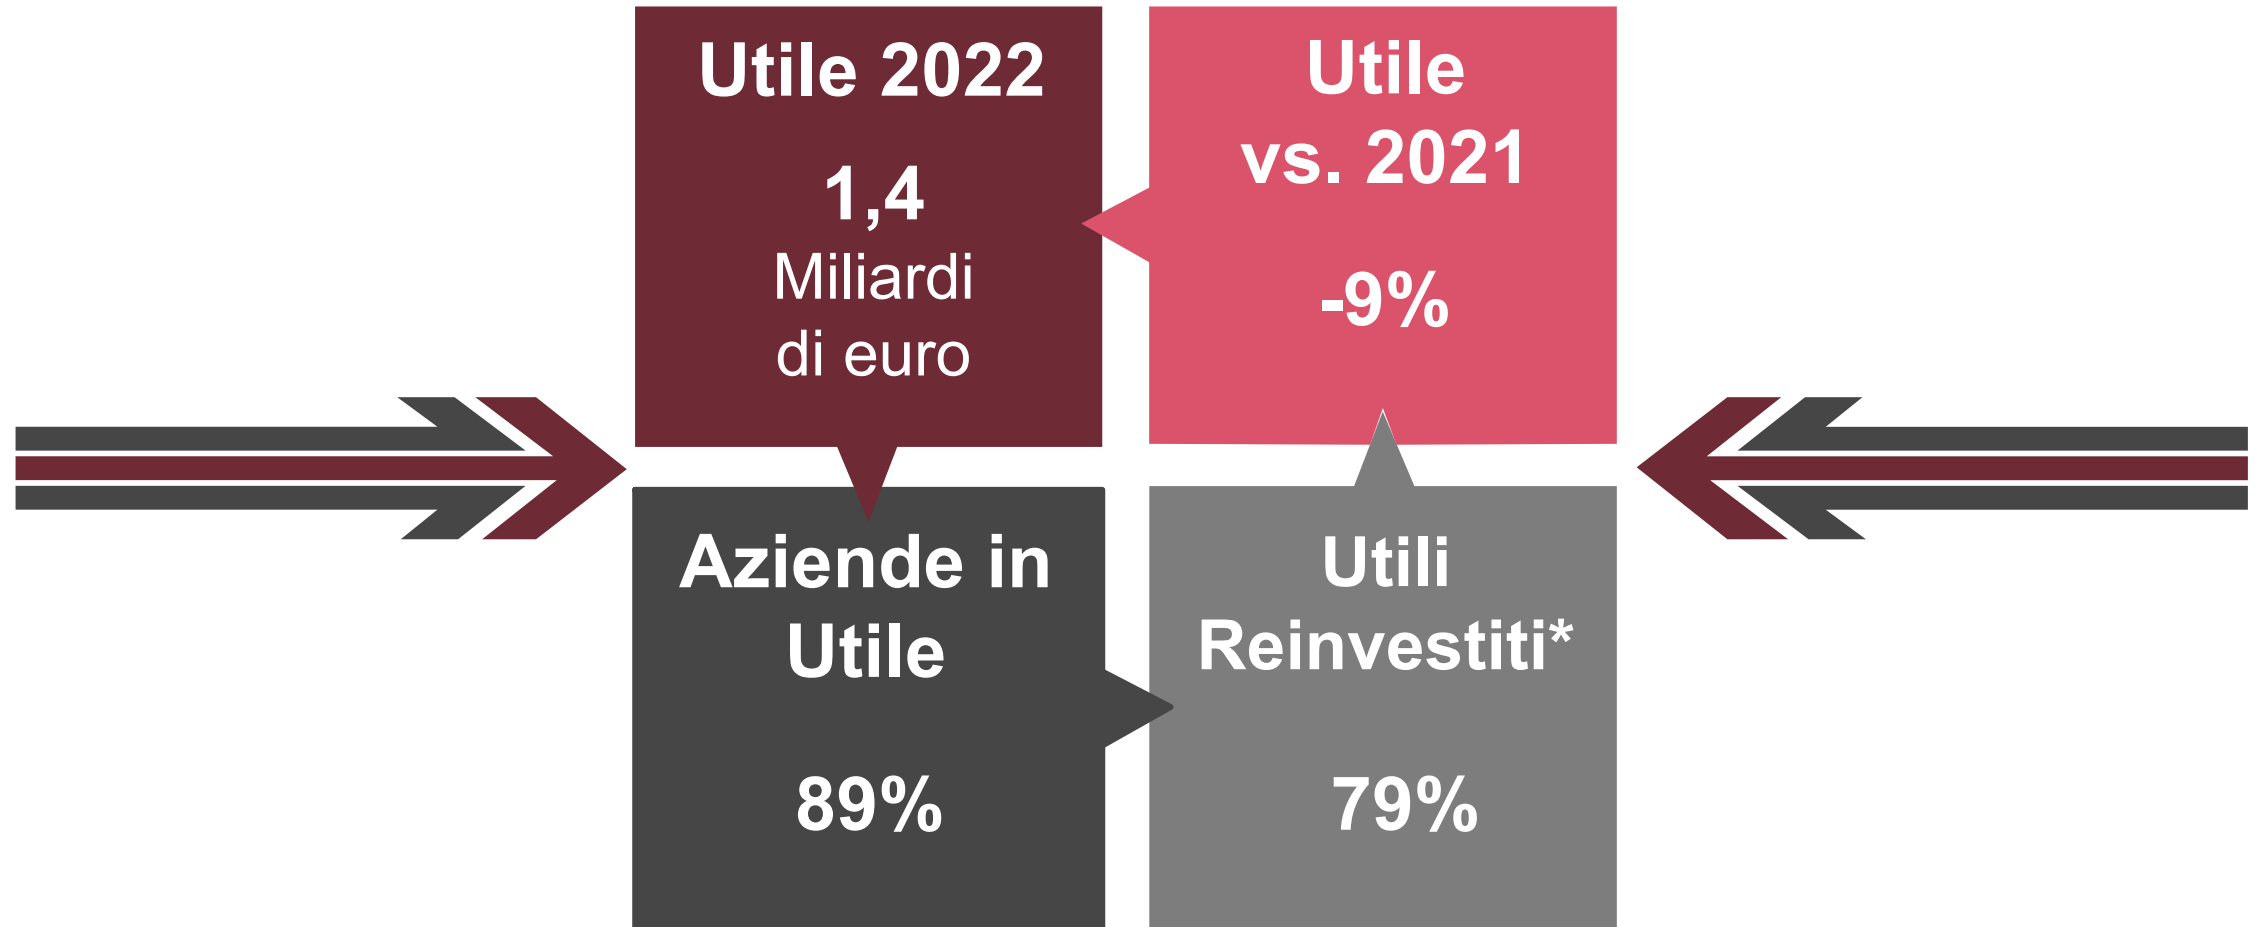 Utile 2022
1,4
Miliardi
di euro
Utile
vs. 2021
-9%
Aziende in
Utile
89%
Utili
Reinvestiti*
79%